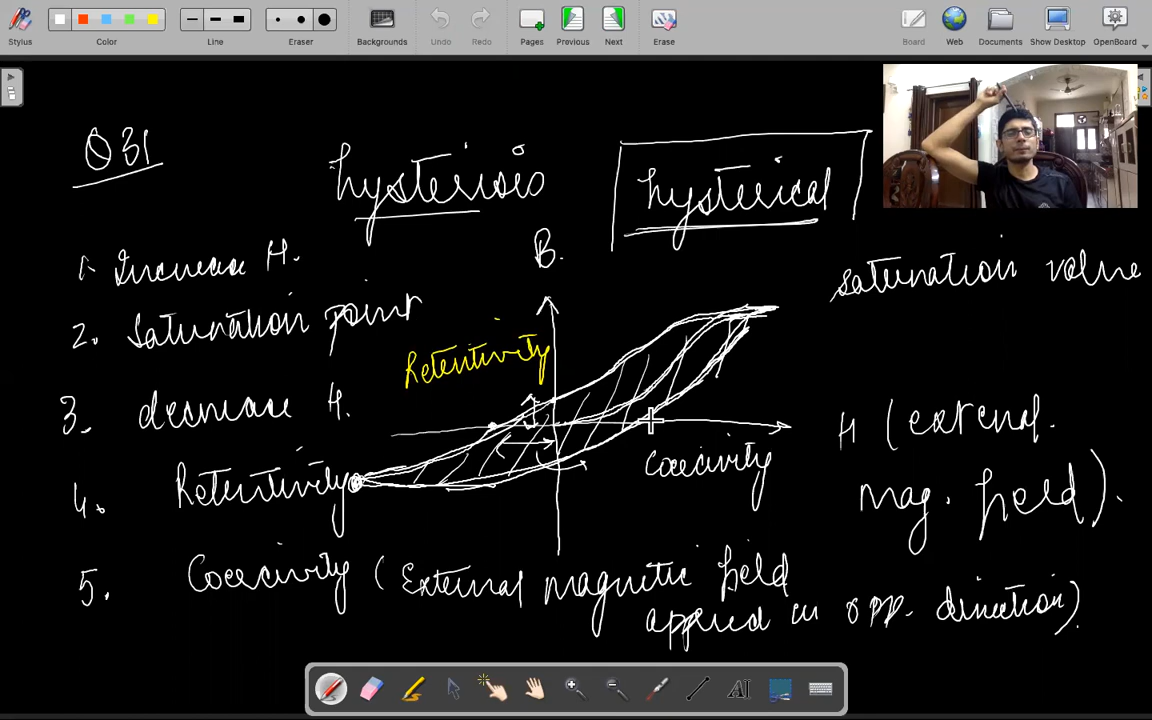 Stylus
Color
Line
Eraser
Backgrounds
Undo
Redo
Pages
Previous
Next
Erase
Board
Web
Documents
Show Desktop
OpenBoard
Q31
hysterisis
hysterical
1. Increase H.
B.
saturation value
2. Saturation point
Retentivity
3. decrease H.
H (external
mag. field).
4. Retentivity
Coercivity
5. Coercivity (External magnetic field
applied in opp. direction).